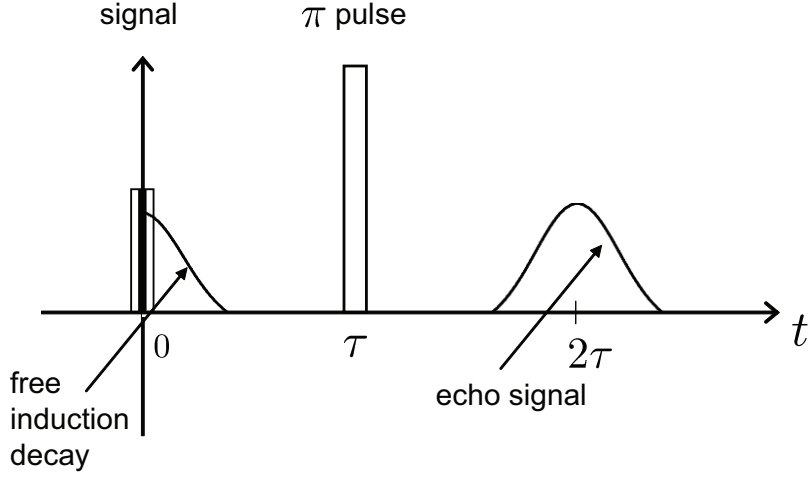 signal
π pulse
0
τ
2τ
t
free
induction
decay
echo signal